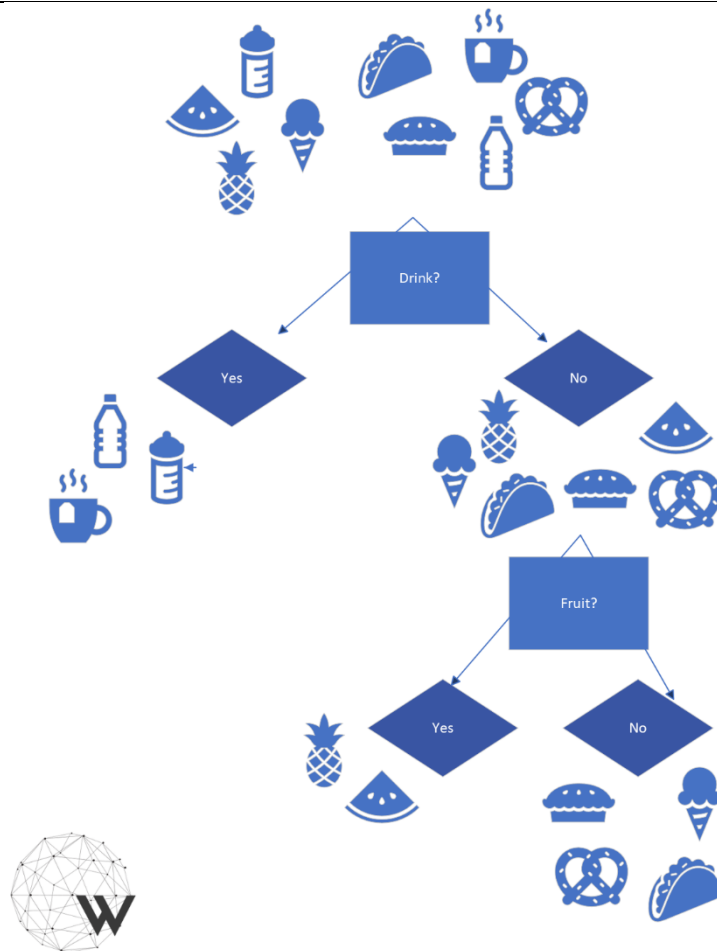 Drink?
Yes
No
Fruit?
Yes
No
W